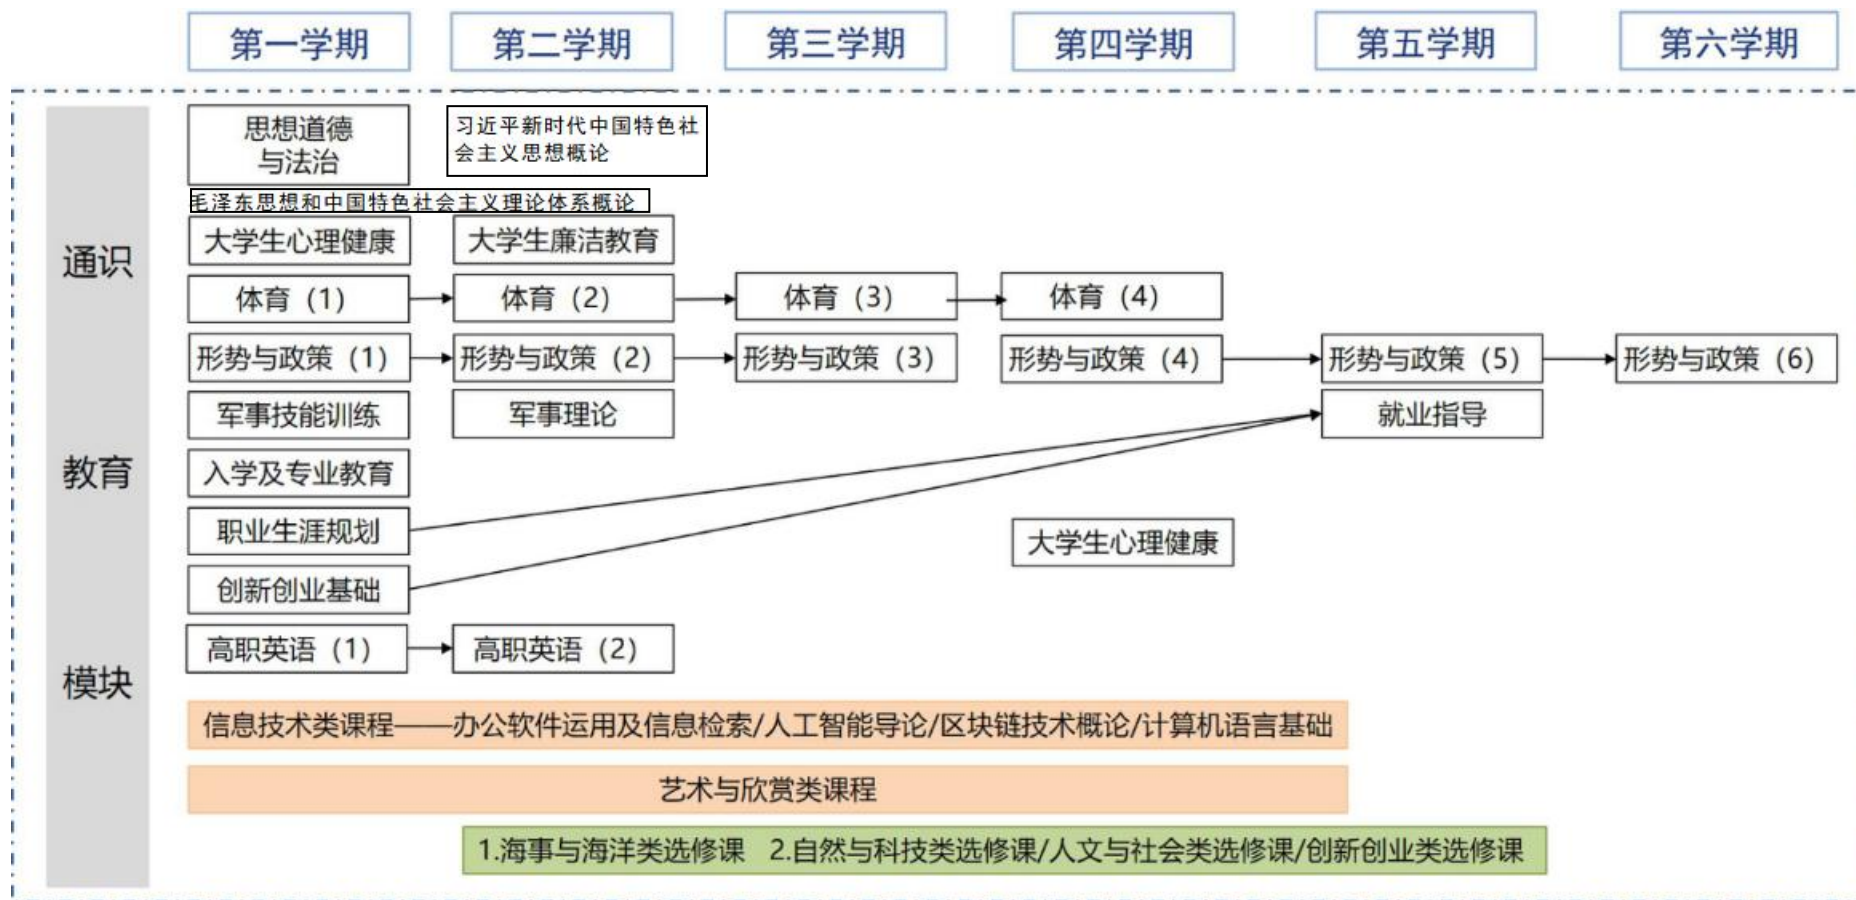 第一学期 第二学期 第三学期 第四学期 第五学期 第六学期
通识
教育
模块
思想道德
与法治
习近平新时代中国特色社
会主义思想概论
毛泽东思想和中国特色社会主义理论体系概论
大学生心理健康 大学生廉洁教育
体育（1） 体育（2） 体育（3） 体育（4）
形势与政策（1） 形势与政策（2） 形势与政策（3） 形势与政策（4） 形势与政策（5） 形势与政策（6）
军事技能训练 军事理论 就业指导
入学及专业教育
职业生涯规划
大学生心理健康
创新创业基础
高职英语（1） 高职英语（2）
信息技术类课程——办公软件运用及信息检索/人工智能导论/区块链技术概论/计算机语言基础
艺术与欣赏类课程
1.海事与海洋类选修课 2.自然与科技类选修课/人文与社会类选修课/创新创业类选修课